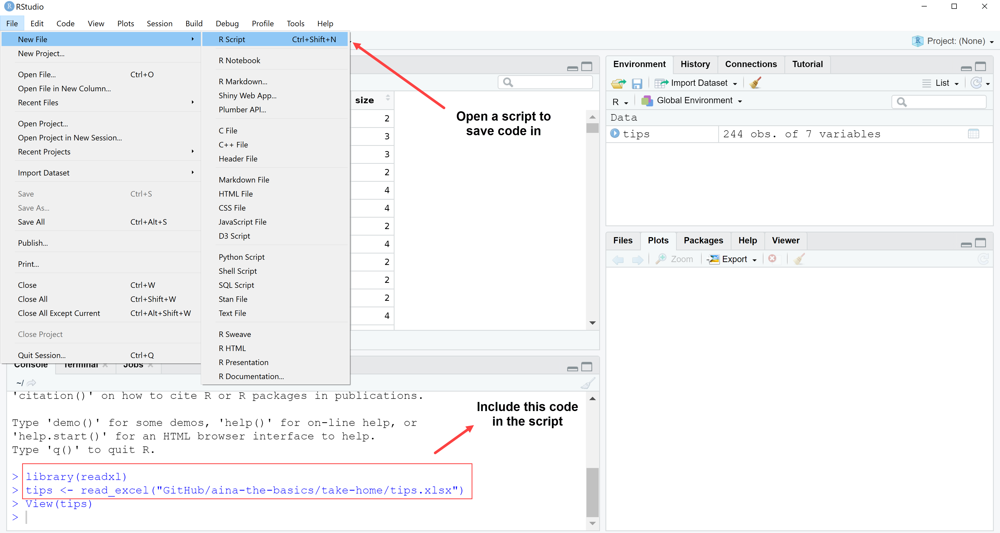 RStudio
File Edit Code View Plots Session Build Debug Profile Tools Help
New File
New Project...
Open File... Ctrl+O
Open File in New Column...
Recent Files
Open Project...
Open Project in New Session...
Recent Projects
Import Dataset
Save Ctrl+S
Save As...
Save All Ctrl+Alt+S
Publish...
Print...
Close Ctrl+W
Close All Ctrl+Shift+W
Close All Except Current Ctrl+Alt+Shift+W
Close Project
Quit Session... Ctrl+Q
R Script Ctrl+Shift+N
R Notebook
R Markdown...
Shiny Web App...
Plumber API...
C File
C++ File
Header File
Markdown File
HTML File
CSS File
JavaScript File
D3 Script
Python Script
Shell Script
SQL Script
Stan File
Text File
R Sweave
R HTML
R Presentation
R Documentation...
size
2
3
3
2
4
4
2
4
2
2
2
4
Open a script to
save code in
Project: (None)
Environment History Connections Tutorial
Import Dataset List
R Global Environment
Data
tips 244 obs. of 7 variables
Files Plots Packages Help Viewer
Zoom Export
Console Terminal Jobs
~/
'citation()' on how to cite R or R packages in publications.
Type 'demo()' for some demos, 'help()' for on-line help, or
'help.start()' for an HTML browser interface to help.
Type 'q()' to quit R.
> library(readxl)
> tips <- read_excel("GitHub/aina-the-basics/take-home/tips.xlsx")
> View(tips)
>
Include this code
in the script